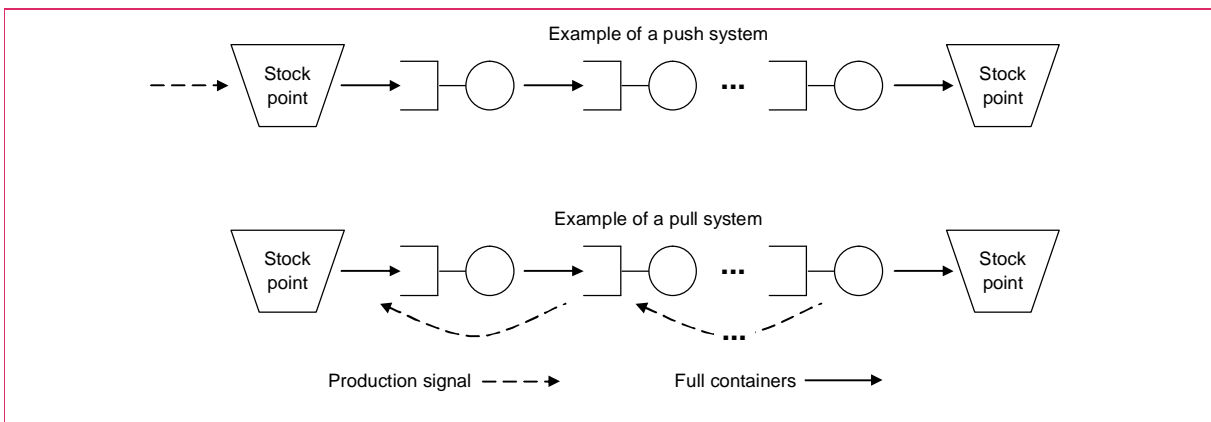 Example of a push system
Stock
point
...
Stock
point
Example of a pull system
Stock
point
...
Stock
point
...
Production signal
Full containers